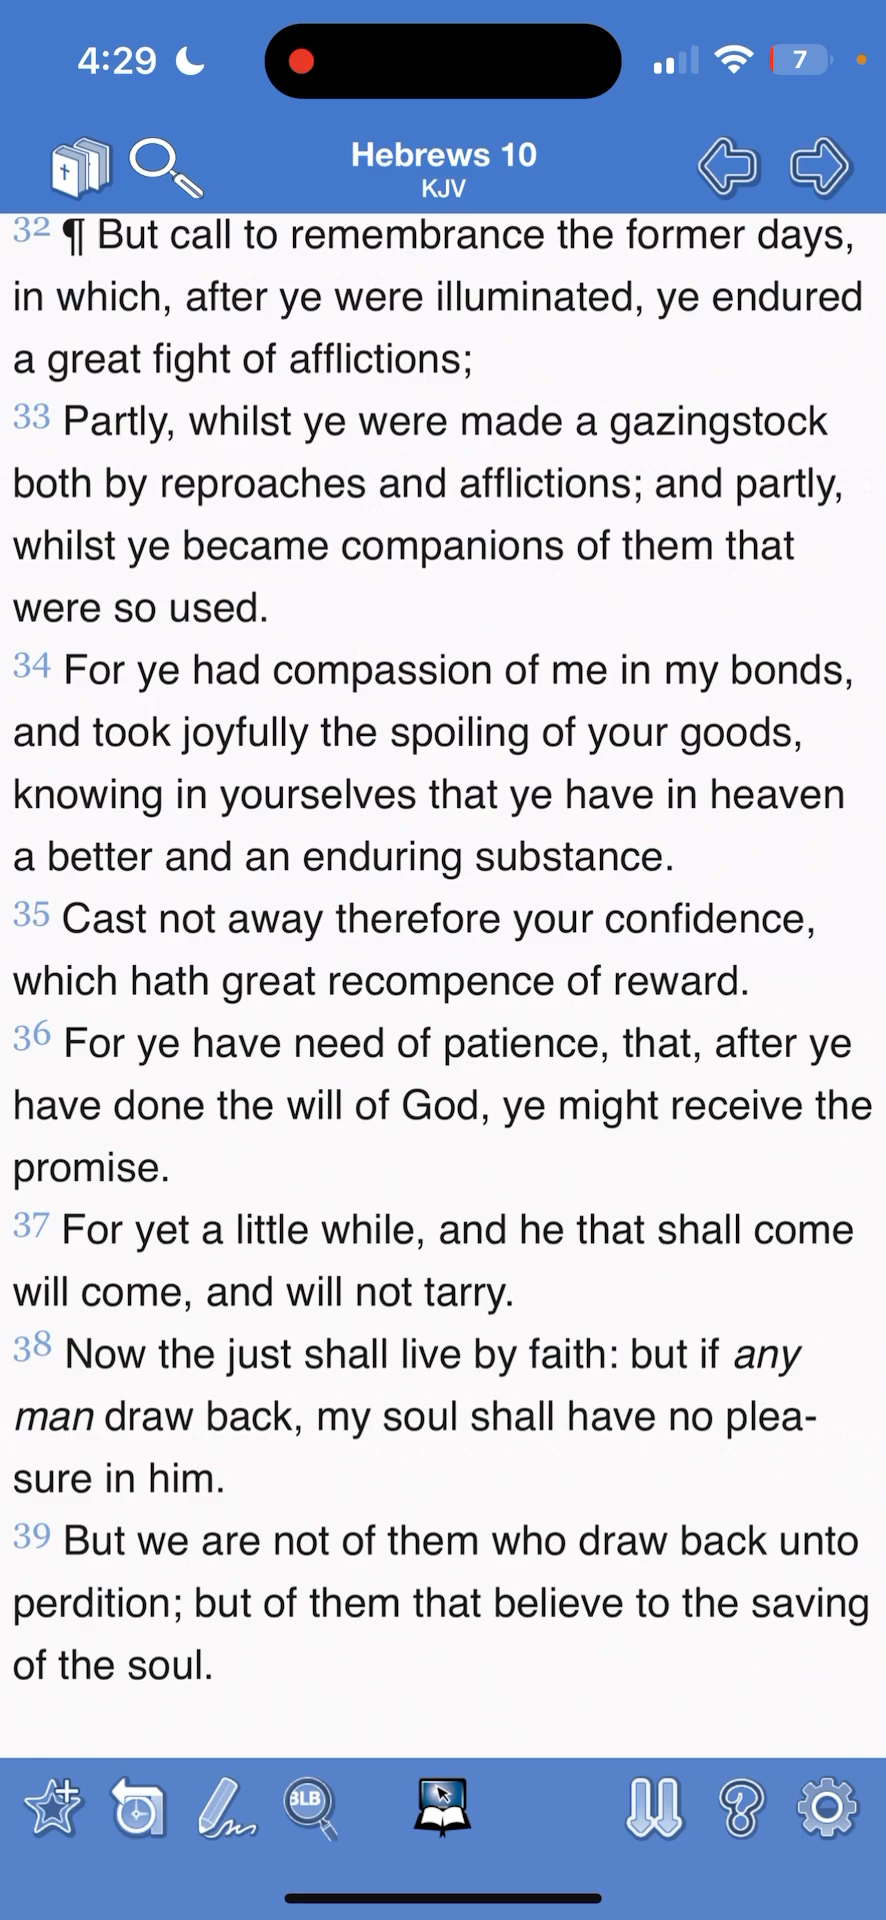 4:29
7
Hebrews 10
KJV
32 ¶ But call to remembrance the former days,
in which, after ye were illuminated, ye endured
a great fight of afflictions;
33 Partly, whilst ye were made a gazingstock
both by reproaches and afflictions; and partly,
whilst ye became companions of them that
were so used.
34 For ye had compassion of me in my bonds,
and took joyfully the spoiling of your goods,
knowing in yourselves that ye have in heaven
a better and an enduring substance.
35 Cast not away therefore your confidence,
which hath great recompence of reward.
36 For ye have need of patience, that, after ye
have done the will of God, ye might receive the
promise.
37 For yet a little while, and he that shall come
will come, and will not tarry.
38 Now the just shall live by faith: but if any
man draw back, my soul shall have no plea-
sure in him.
39 But we are not of them who draw back unto
perdition; but of them that believe to the saving
of the soul.
BLB